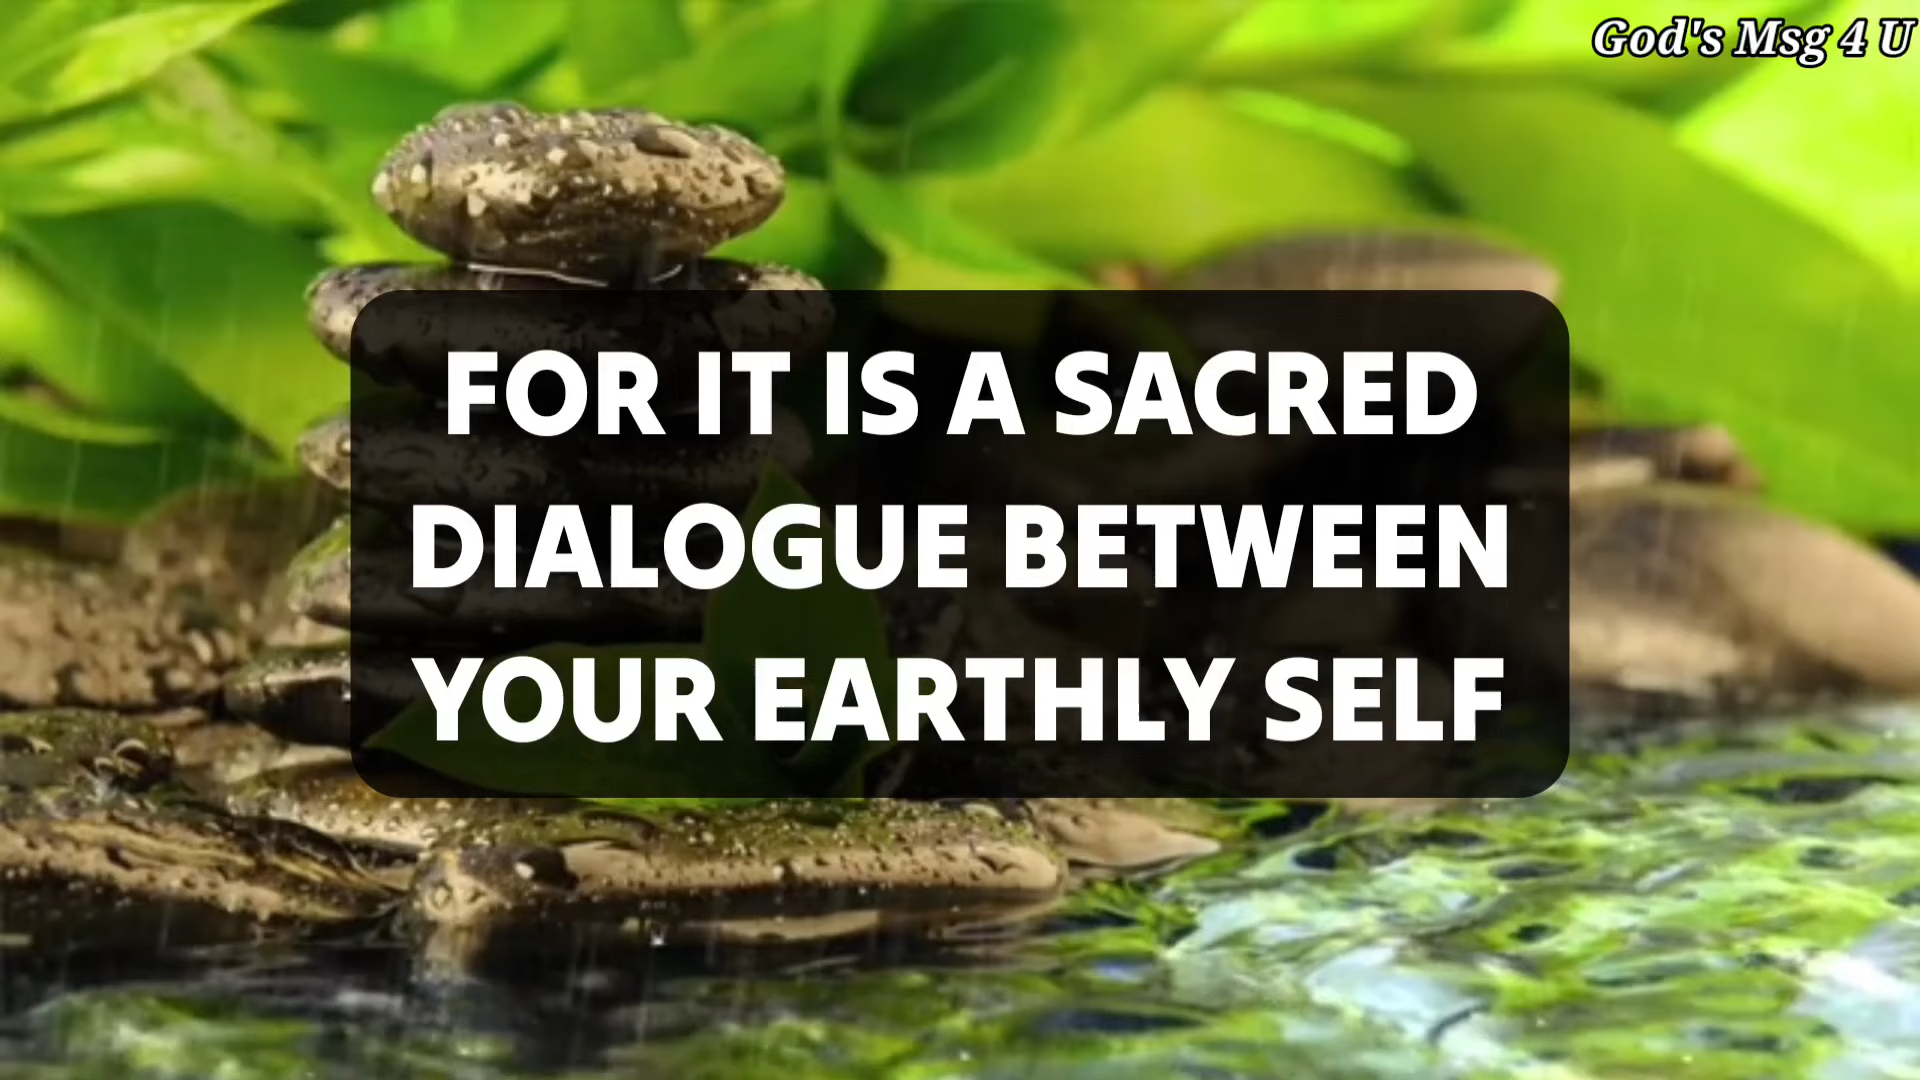 God's Msg 4 U
FOR IT IS A SACRED
DIALOGUE BETWEEN
YOUR EARTHLY SELF